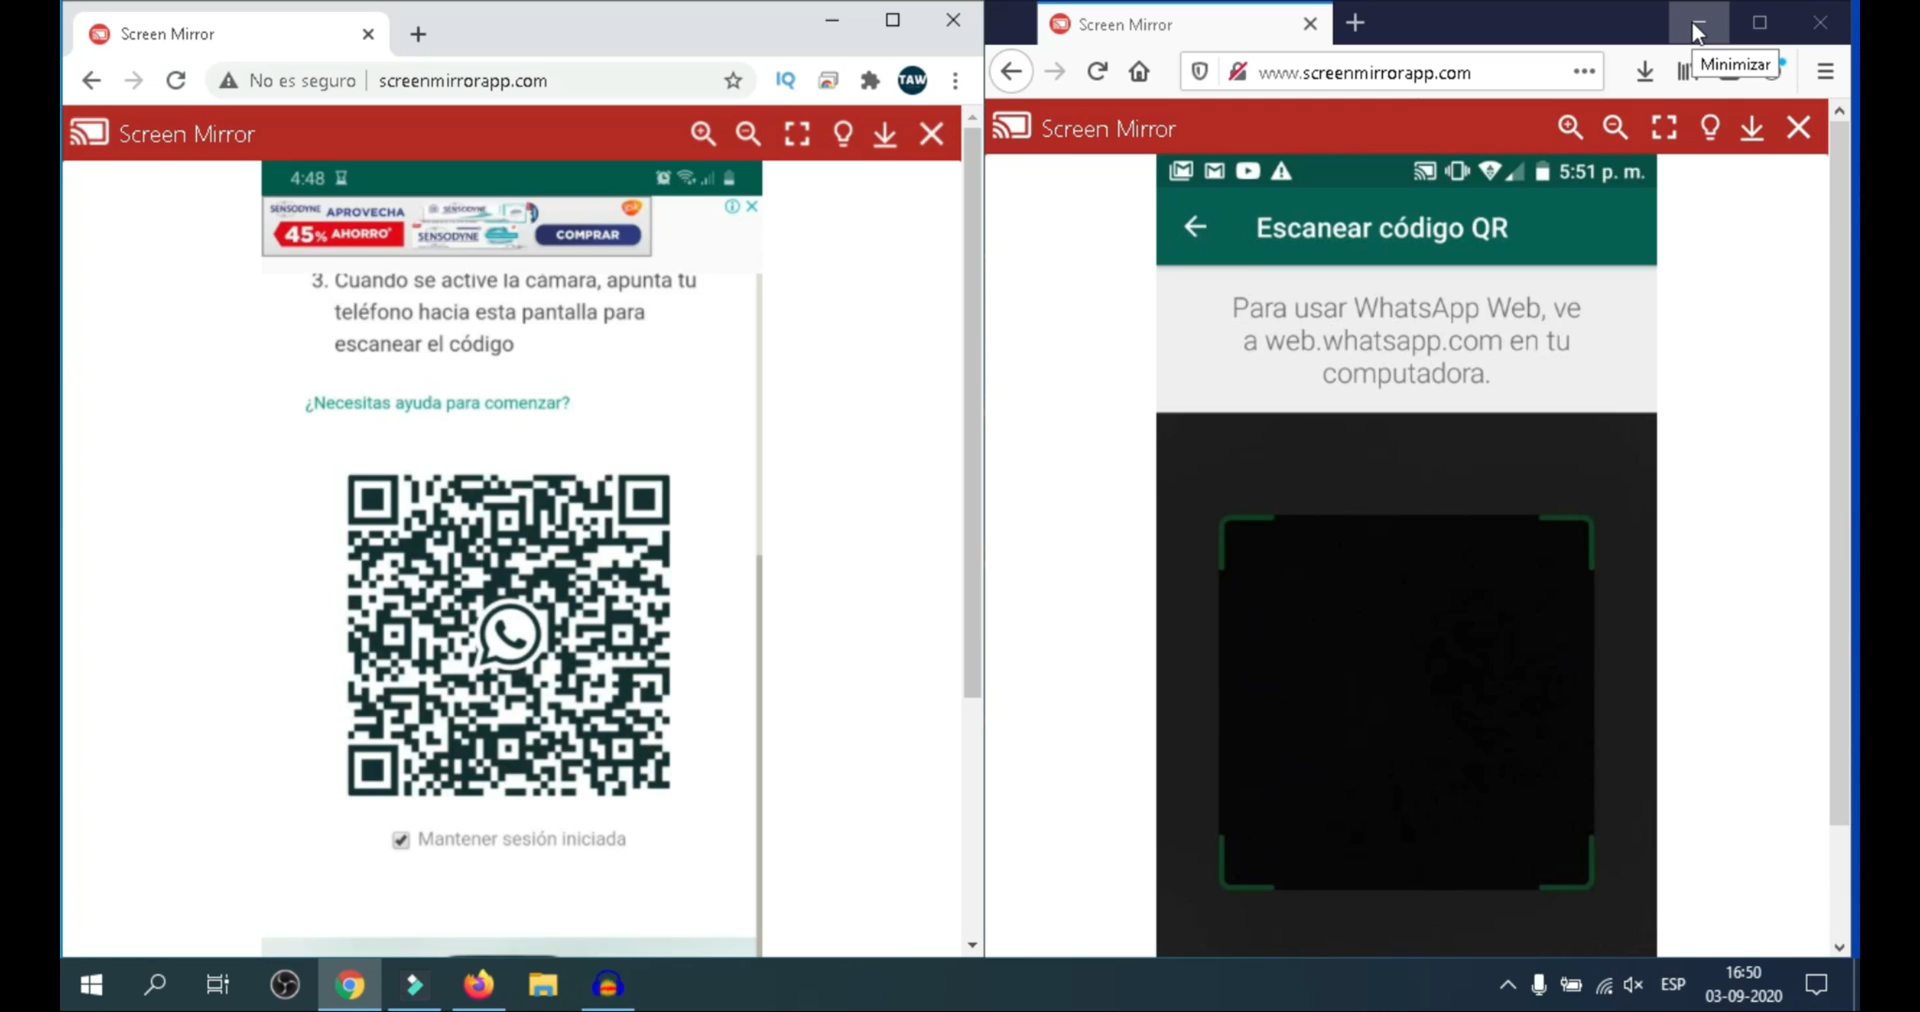 Screen Mirror
No es seguro
screenmirrorapp.com
TAW
Screen Mirror
4:48
SENSODYNE APROVECHA
45% AHORRO*
SENSODYNE
SENSODYNE
COMPRAR
3. Cuando se active la cámara, apunta tu
teléfono hacia esta pantalla para
escanear el código
¿Necesitas ayuda para comenzar?
Mantener sesión iniciada
Screen Mirror
Minimizar
www.screenmirrorapp.com
Screen Mirror
5:51 p. m.
Escanear código QR
Para usar WhatsApp Web, ve
a web.whatsapp.com en tu
computadora.
ESP
16:50
03-09-2020